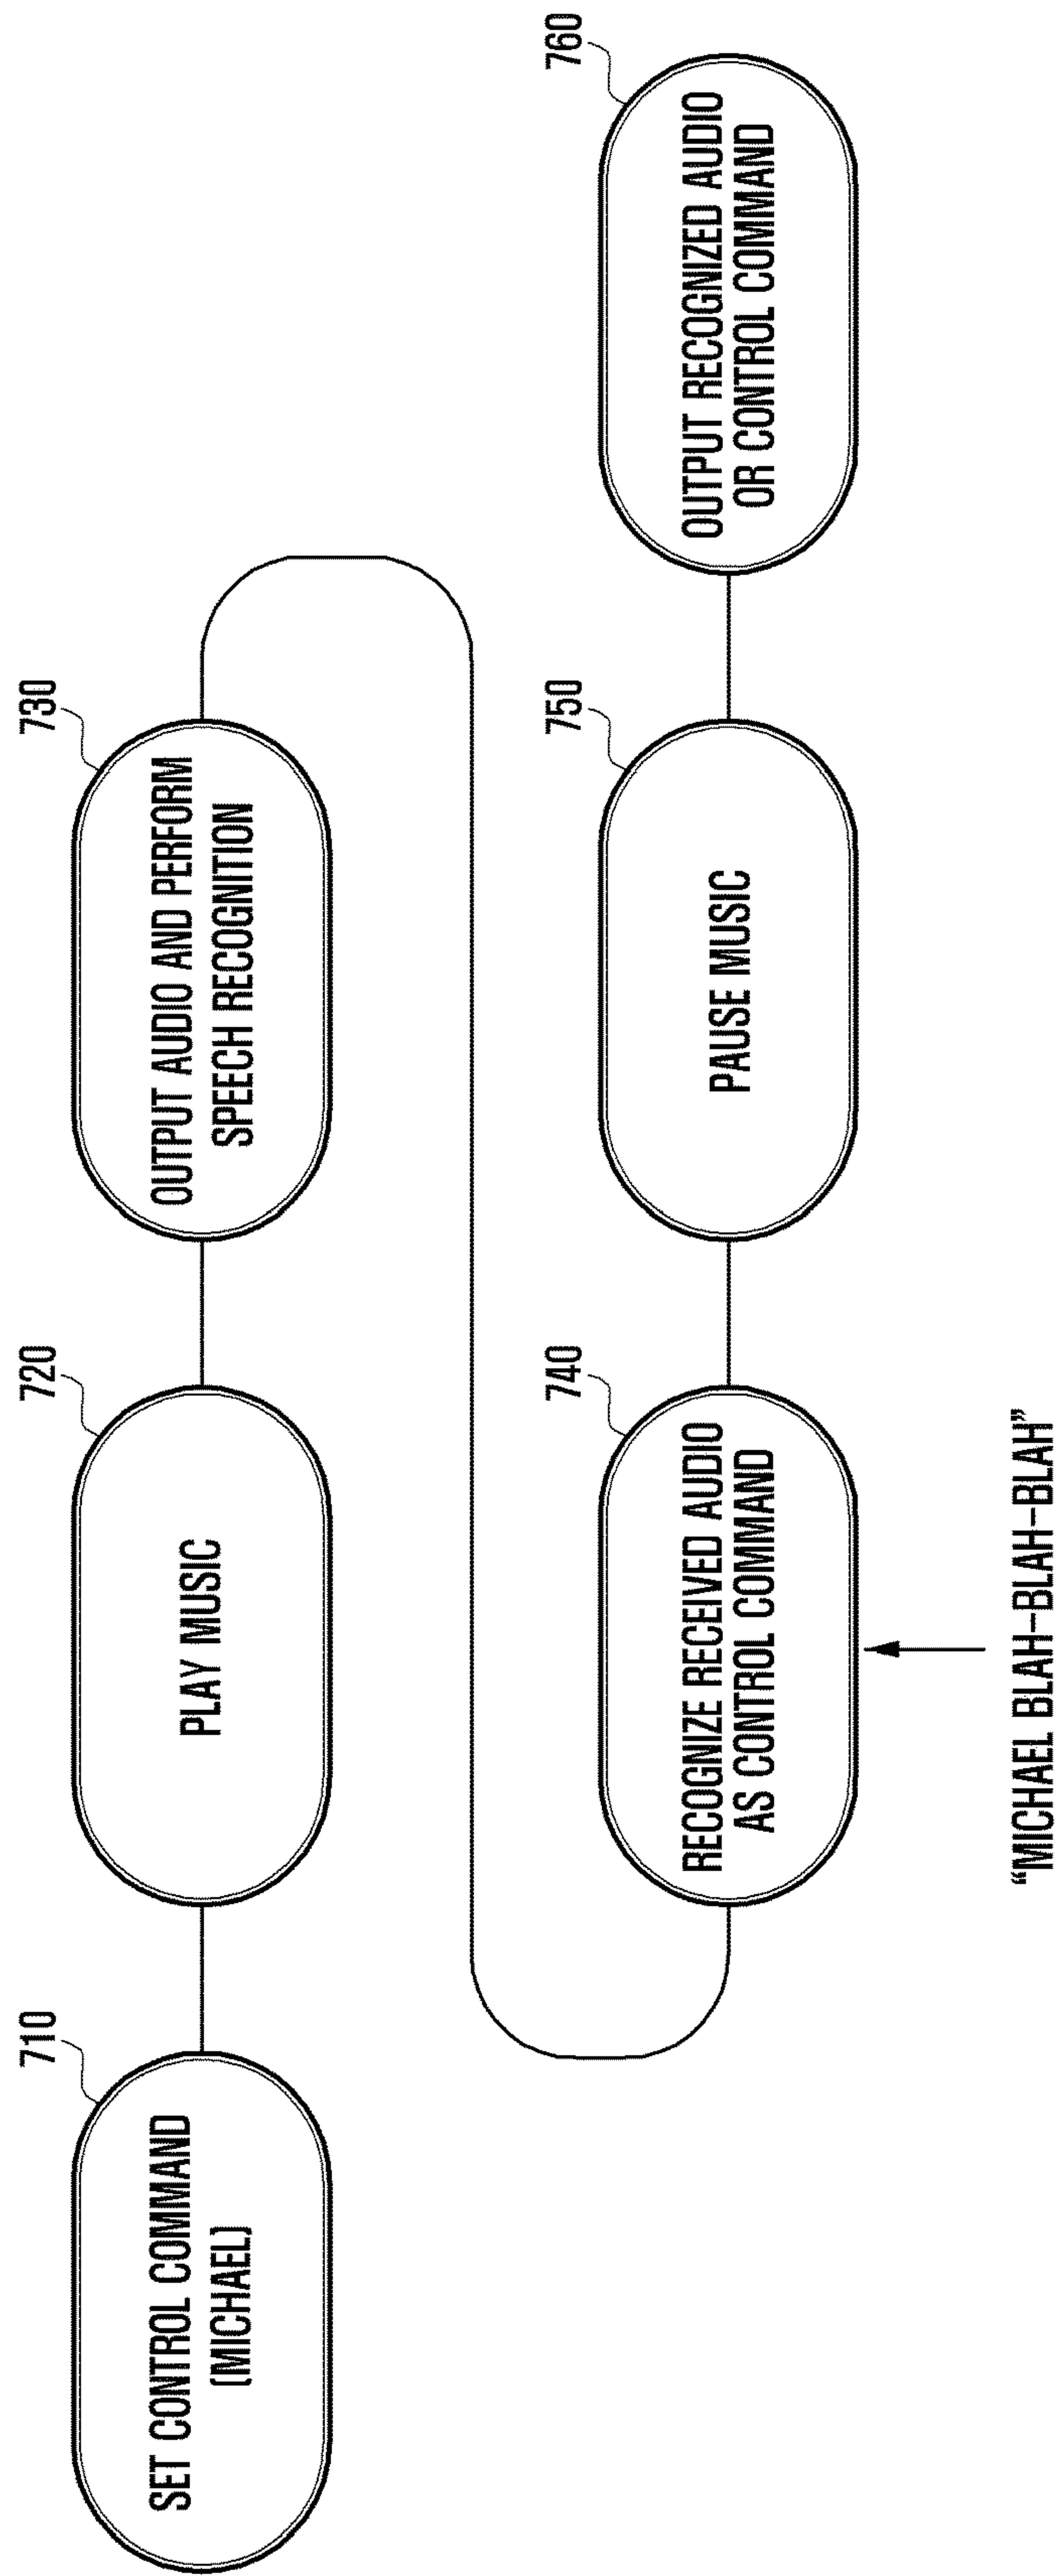 710
SET CONTROL COMMAND
(MICHAEL)
720
PLAY MUSIC
730
OUTPUT AUDIO AND PERFORM
SPEECH RECOGNITION
740
RECOGNIZE RECEIVED AUDIO
AS CONTROL COMMAND
"MICHAEL BLAH-BLAH-BLAH"
750
PAUSE MUSIC
760
OUTPUT RECOGNIZED AUDIO
OR CONTROL COMMAND